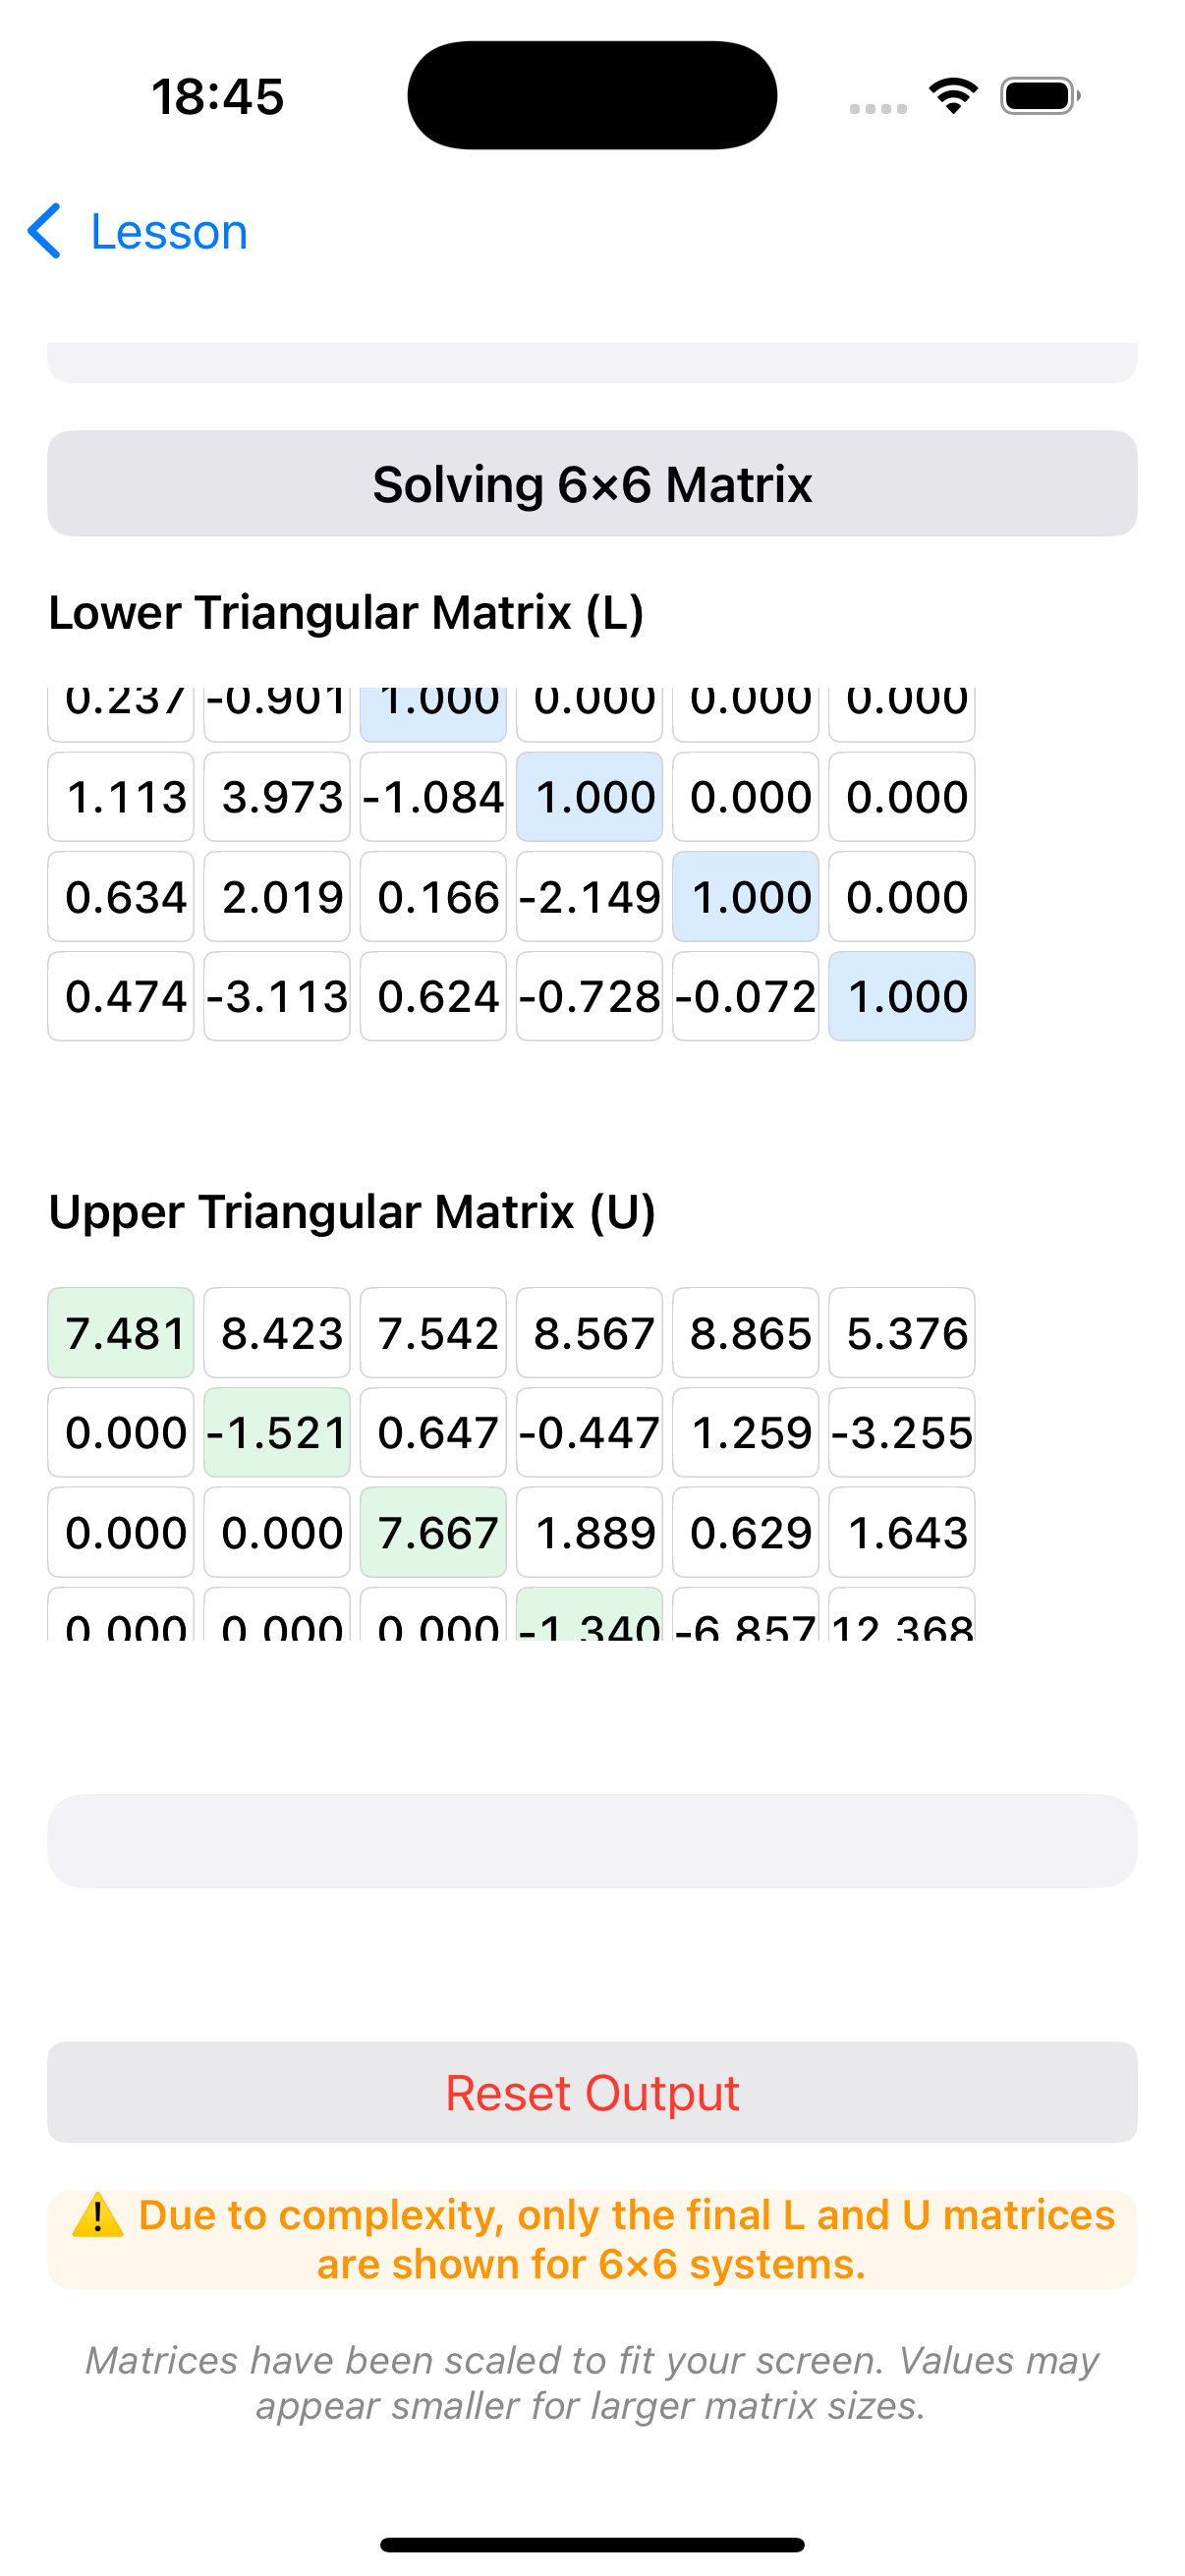 18:45
Lesson
Solving 6×6 Matrix
Lower Triangular Matrix (L)
0.237 -0.901 1.000 0.000 0.000 0.000
1.113 3.973 -1.084 1.000 0.000 0.000
0.634 2.019 0.166 -2.149 1.000 0.000
0.474 -3.113 0.624 -0.728 -0.072 1.000
Upper Triangular Matrix (U)
7.481 8.423 7.542 8.567 8.865 5.376
0.000 -1.521 0.647 -0.447 1.259 -3.255
0.000 0.000 7.667 1.889 0.629 1.643
0.000 0.000 0.000 -1.340 -6.857 12.368
Reset Output
⚠️ Due to complexity, only the final L and U matrices
are shown for 6×6 systems.
Matrices have been scaled to fit your screen. Values may
appear smaller for larger matrix sizes.